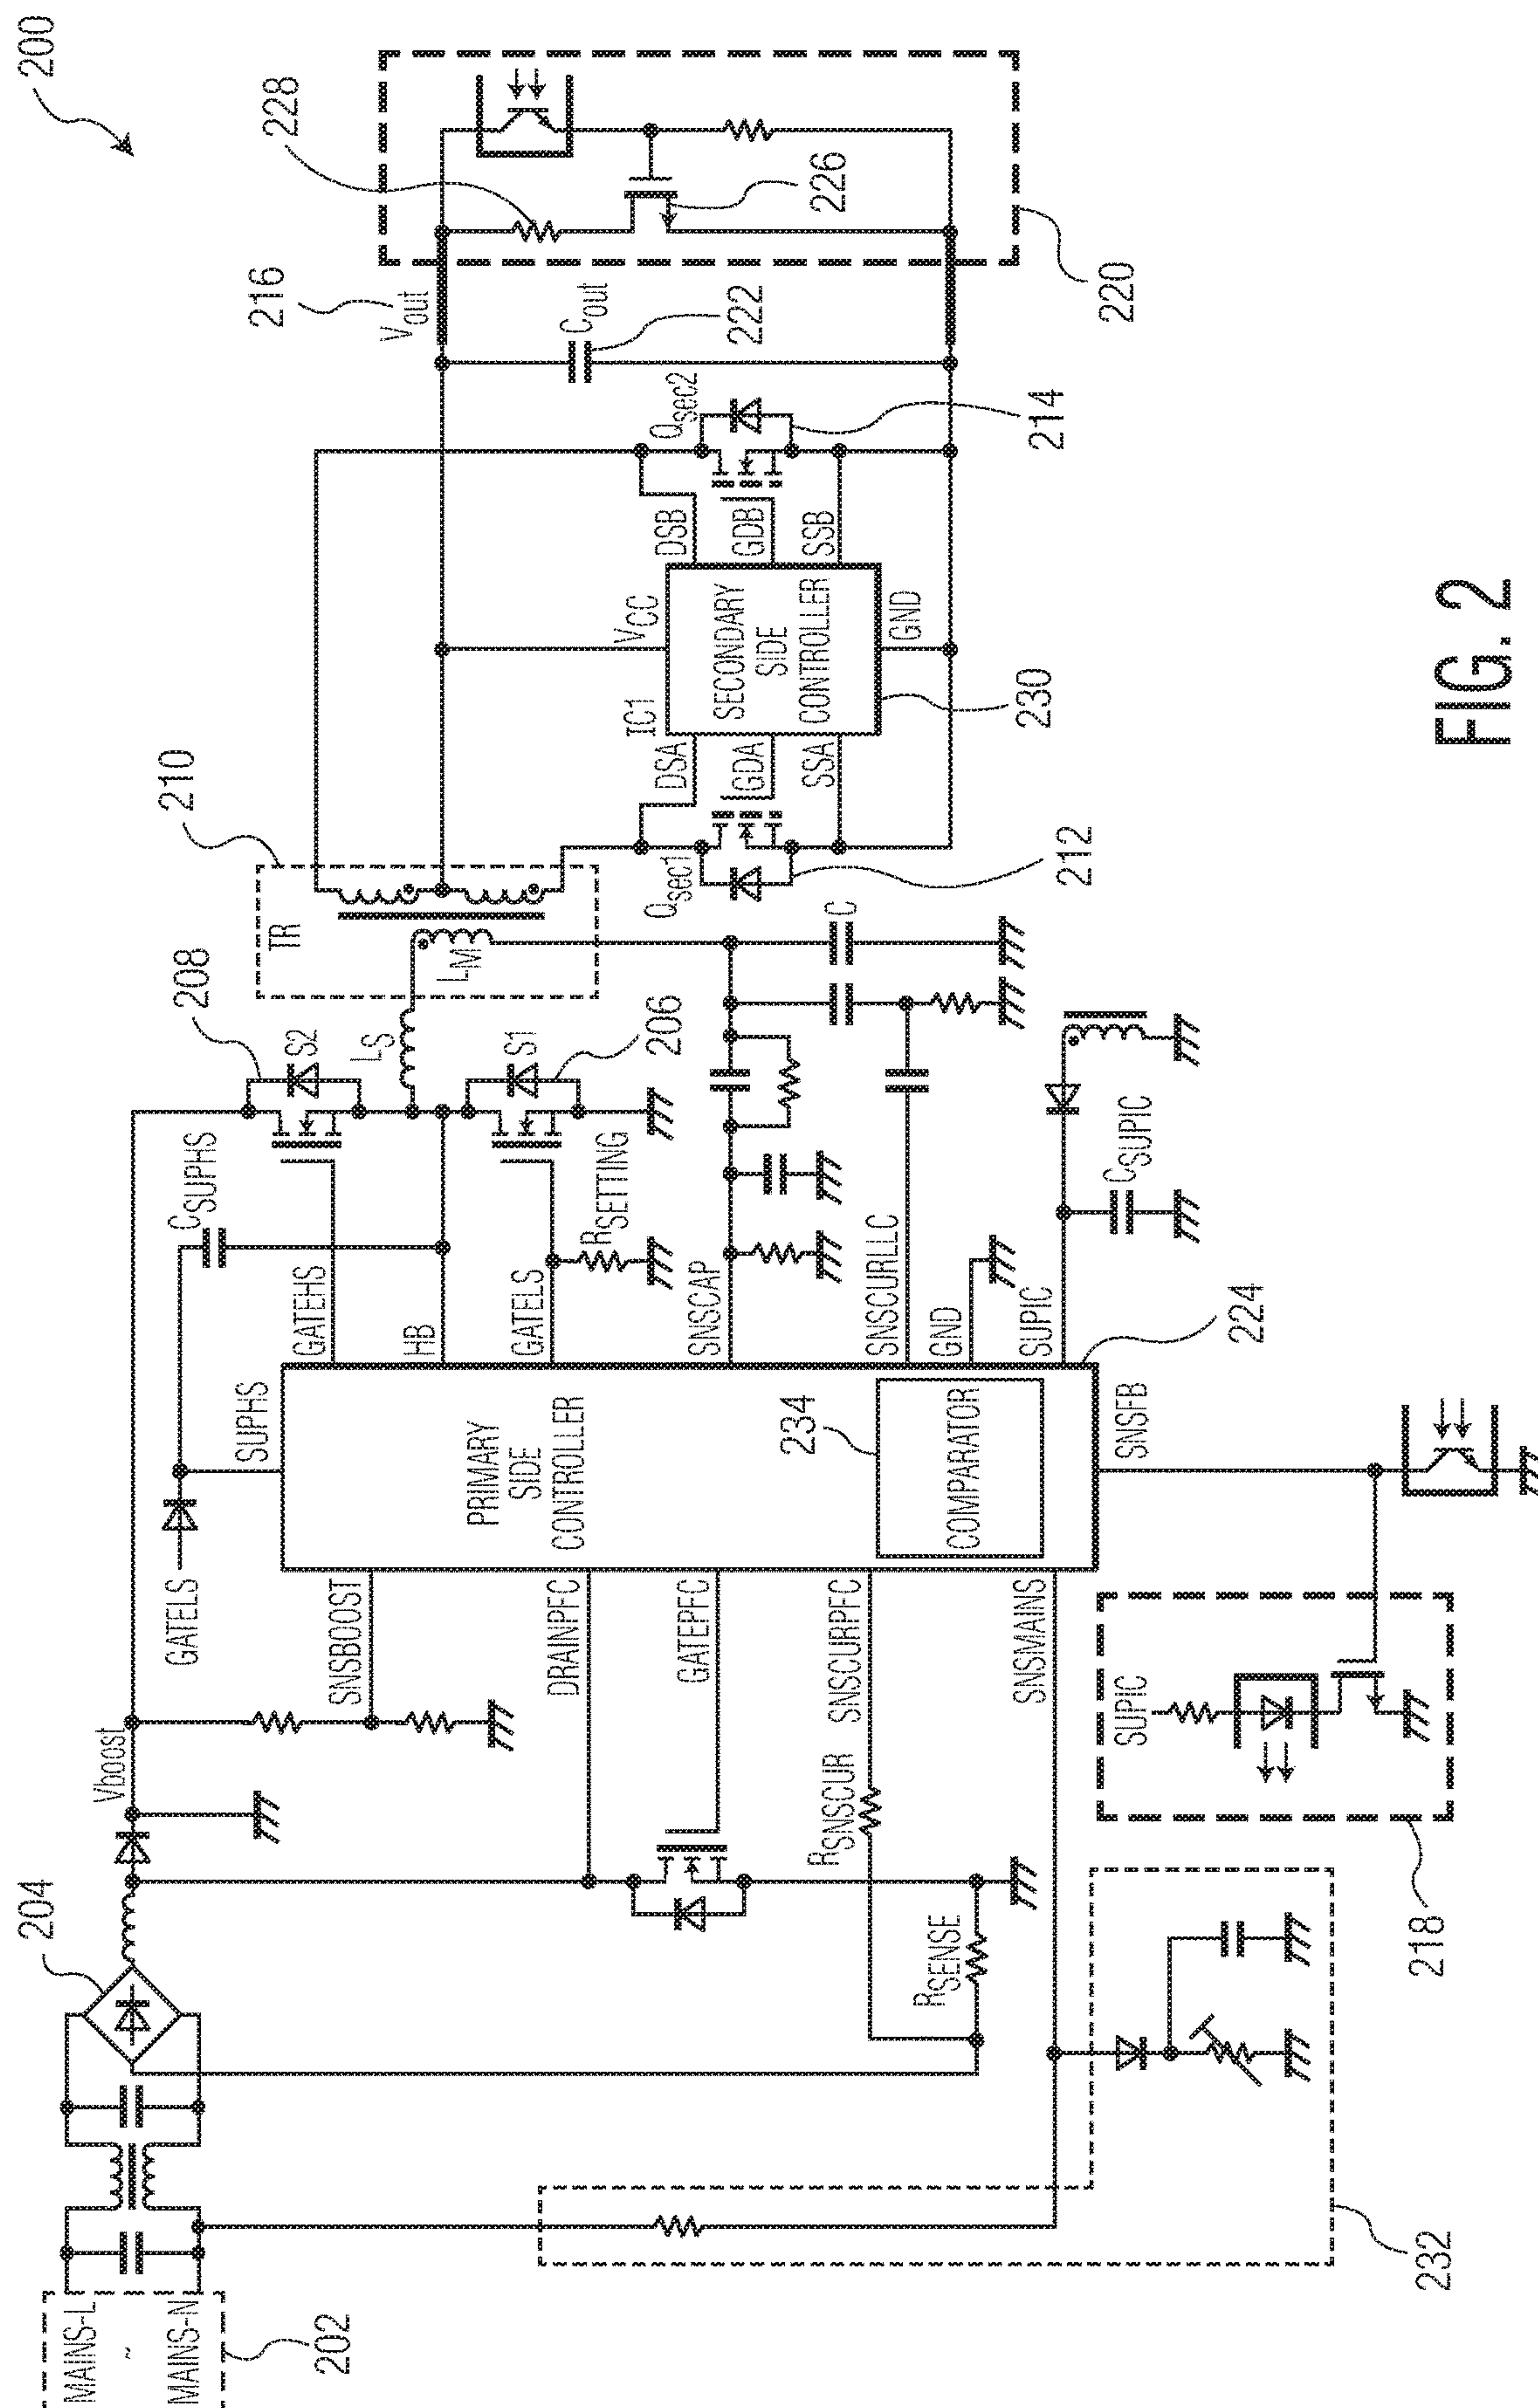 200
228
226
220
216
Vout
Cout
222
Qsec2
214
DSB
GDB
SSB
VCC
IC1
SECONDARY
SIDE
CONTROLLER
GND
230
DSA
GDA
SSA
Qsec1
212
210
TR
LM
LS
208
S2
S1
206
CSUPHS
RSETTING
C
CSUPIC
GATEHS
HB
GATELS
SNSCAP
SNSCURLLC
GND
SUPIC
224
SUPHS
PRIMARY
SIDE
CONTROLLER
234
COMPARATOR
SNSFB
GATELS
SNSBOOST
DRAINPFC
GATEPFC
SNSCURPFC
SNSMAINS
Vboost
RSNSCUR
RSENSE
SUPIC
218
204
232
MAINS-L
~
MAINS-N
202
FIG. 2